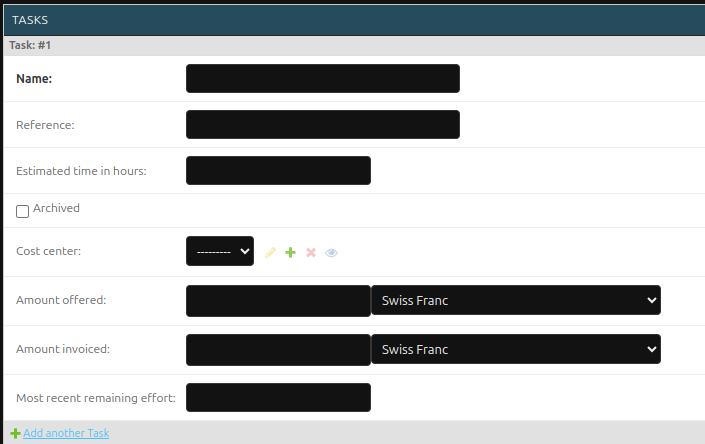 TASKS
Task: #1
Name:
Reference:
Estimated time in hours:
Archived
Cost center: ---------
Amount offered: Swiss Franc
Amount invoiced: Swiss Franc
Most recent remaining effort:
Add another Task